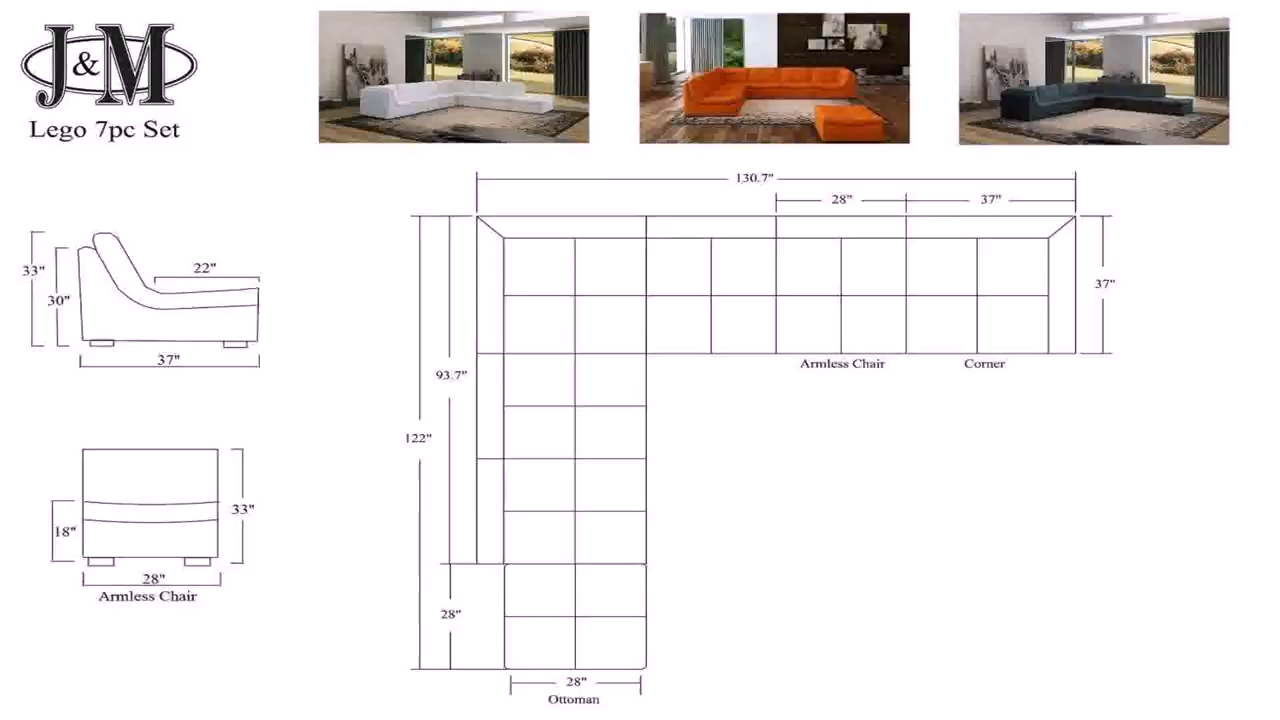 J&M
Lego 7pc Set
130.7"
28"
37"
33"
30"
22"
37"
37"
Armless Chair
Corner
93.7"
122"
18"
33"
28"
Armless Chair
28"
28"
Ottoman